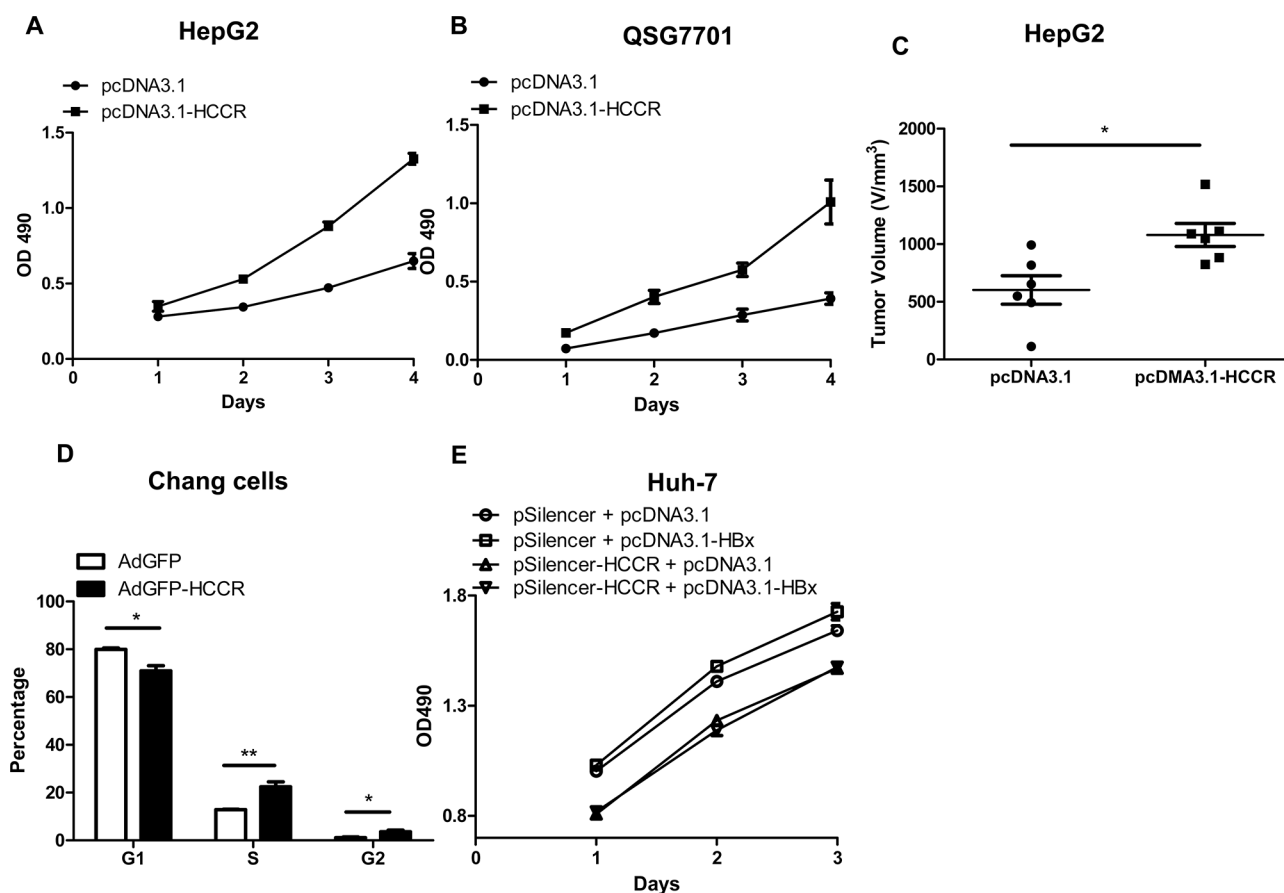 A
HepG2
pcDNA3.1
pcDNA3.1-HCCR
OD 490
1.5
1.0
0.5
0.0
0 1 2 3 4
Days
B
QSG7701
pcDNA3.1
pcDNA3.1-HCCR
OD 490
1.5
1.0
0.5
0.0
0 1 2 3 4
Days
C
HepG2
*
Tumor Volume (V/mm³)
2000
1500
1000
500
0
pcDNA3.1 pcDMA3.1-HCCR
D
Chang cells
AdGFP
AdGFP-HCCR
Percentage
100
80
60
40
20
0
*
**
*
G1 S G2
E
Huh-7
pSilencer + pcDNA3.1
pSilencer + pcDNA3.1-HBx
pSilencer-HCCR + pcDNA3.1
pSilencer-HCCR + pcDNA3.1-HBx
OD490
1.8
1.3
0.8
0 1 2 3
Days